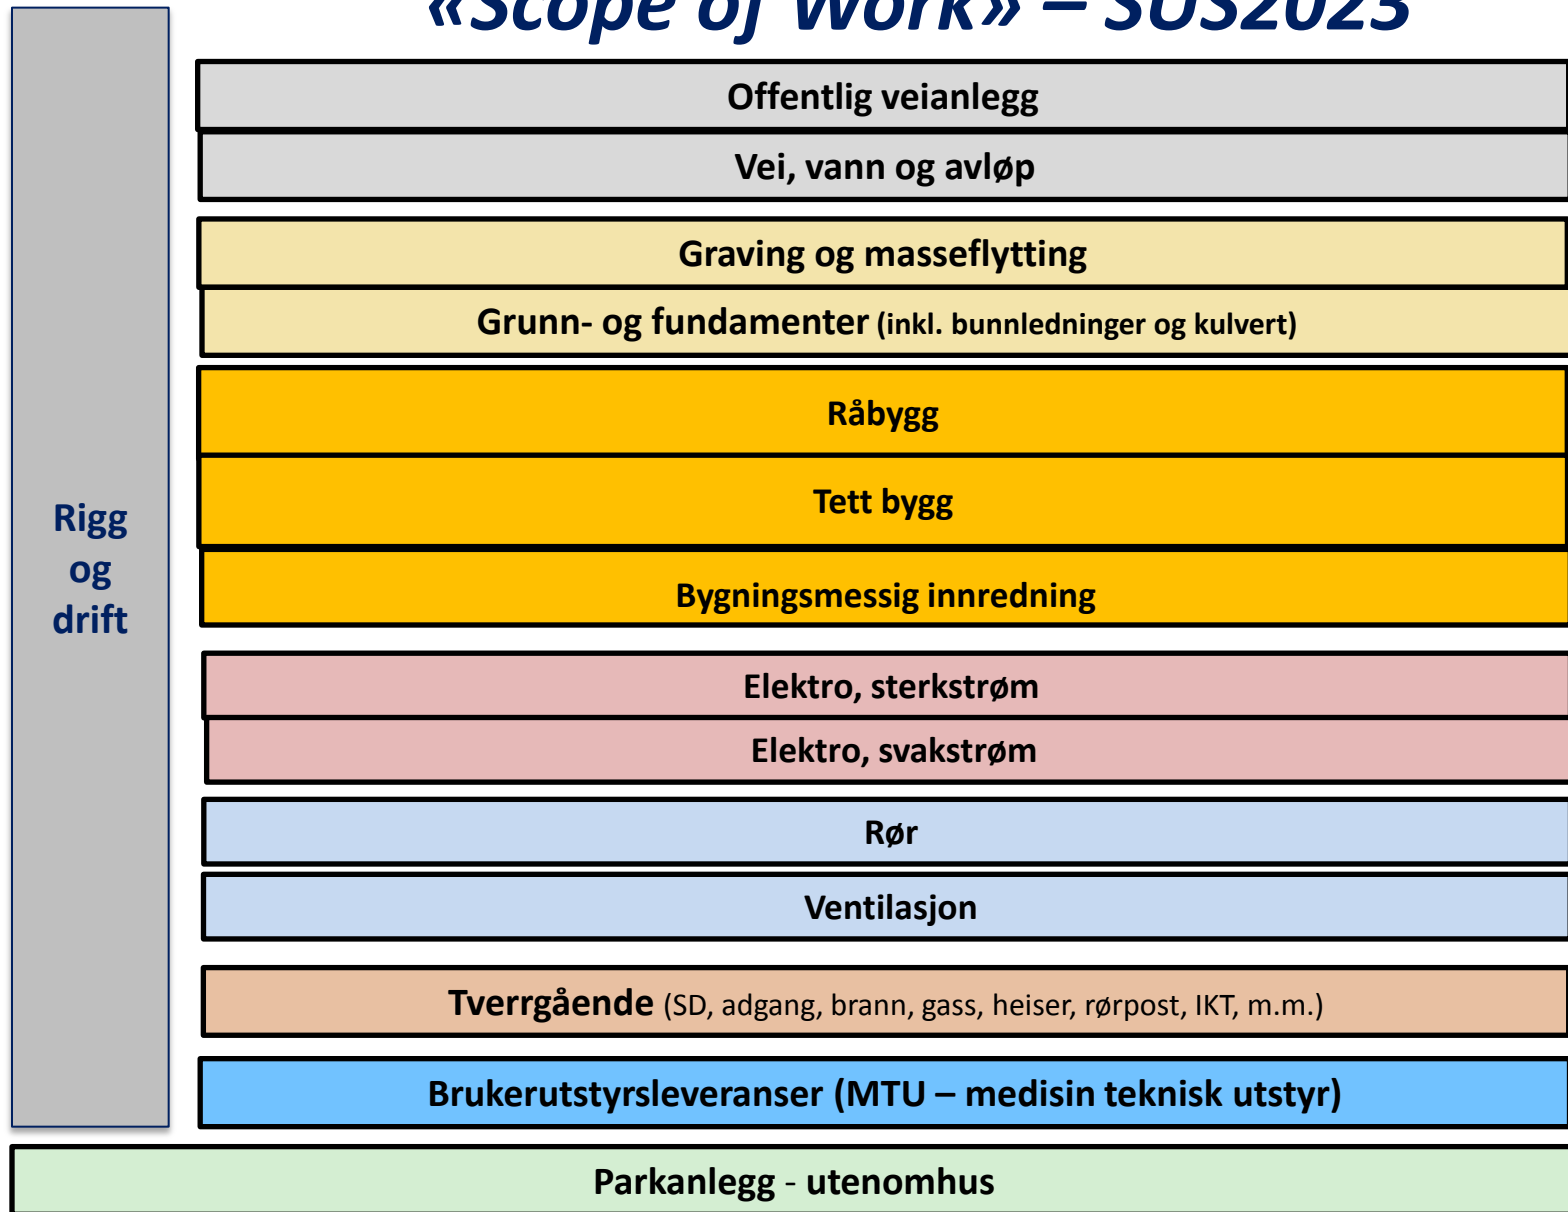 «Scope of Work» – SUS2023
Offentlig veianlegg
Vei, vann og avløp
Graving og masseflytting
Grunn- og fundamenter (inkl. bunnledninger og kulvert)
Råbygg
Tett bygg
Bygningsmessig innredning
Rigg
og
drift
Elektro, sterkstrøm
Elektro, svakstrøm
Rør
Ventilasjon
Tverrgående (SD, adgang, brann, gass, heiser, rørpost, IKT, m.m.)
Brukerutstyrsleveranser (MTU – medisin teknisk utstyr)
Parkanlegg - utenomhus